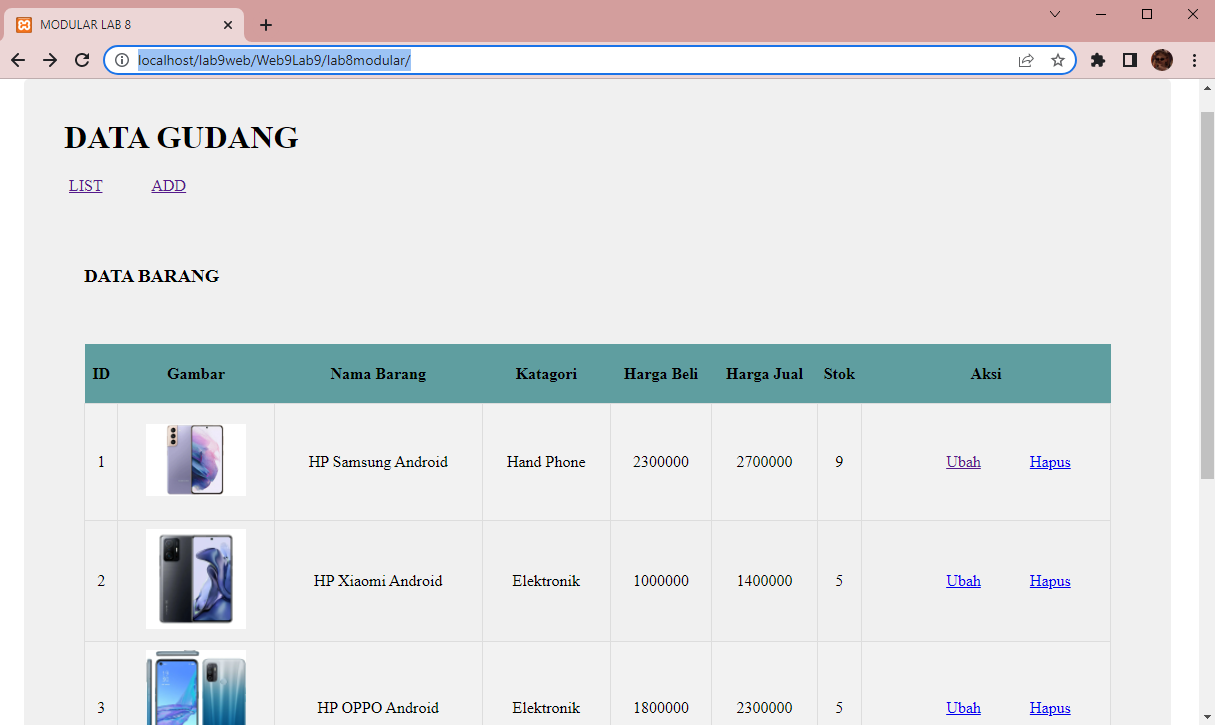 MODULAR LAB 8
localhost/lab9web/Web9Lab9/lab8modular/
DATA GUDANG
LIST ADD
DATA BARANG
ID Gambar Nama Barang Katagori Harga Beli Harga Jual Stok Aksi
1 HP Samsung Android Hand Phone 2300000 2700000 9 Ubah Hapus
2 HP Xiaomi Android Elektronik 1000000 1400000 5 Ubah Hapus
3 HP OPPO Android Elektronik 1800000 2300000 5 Ubah Hapus